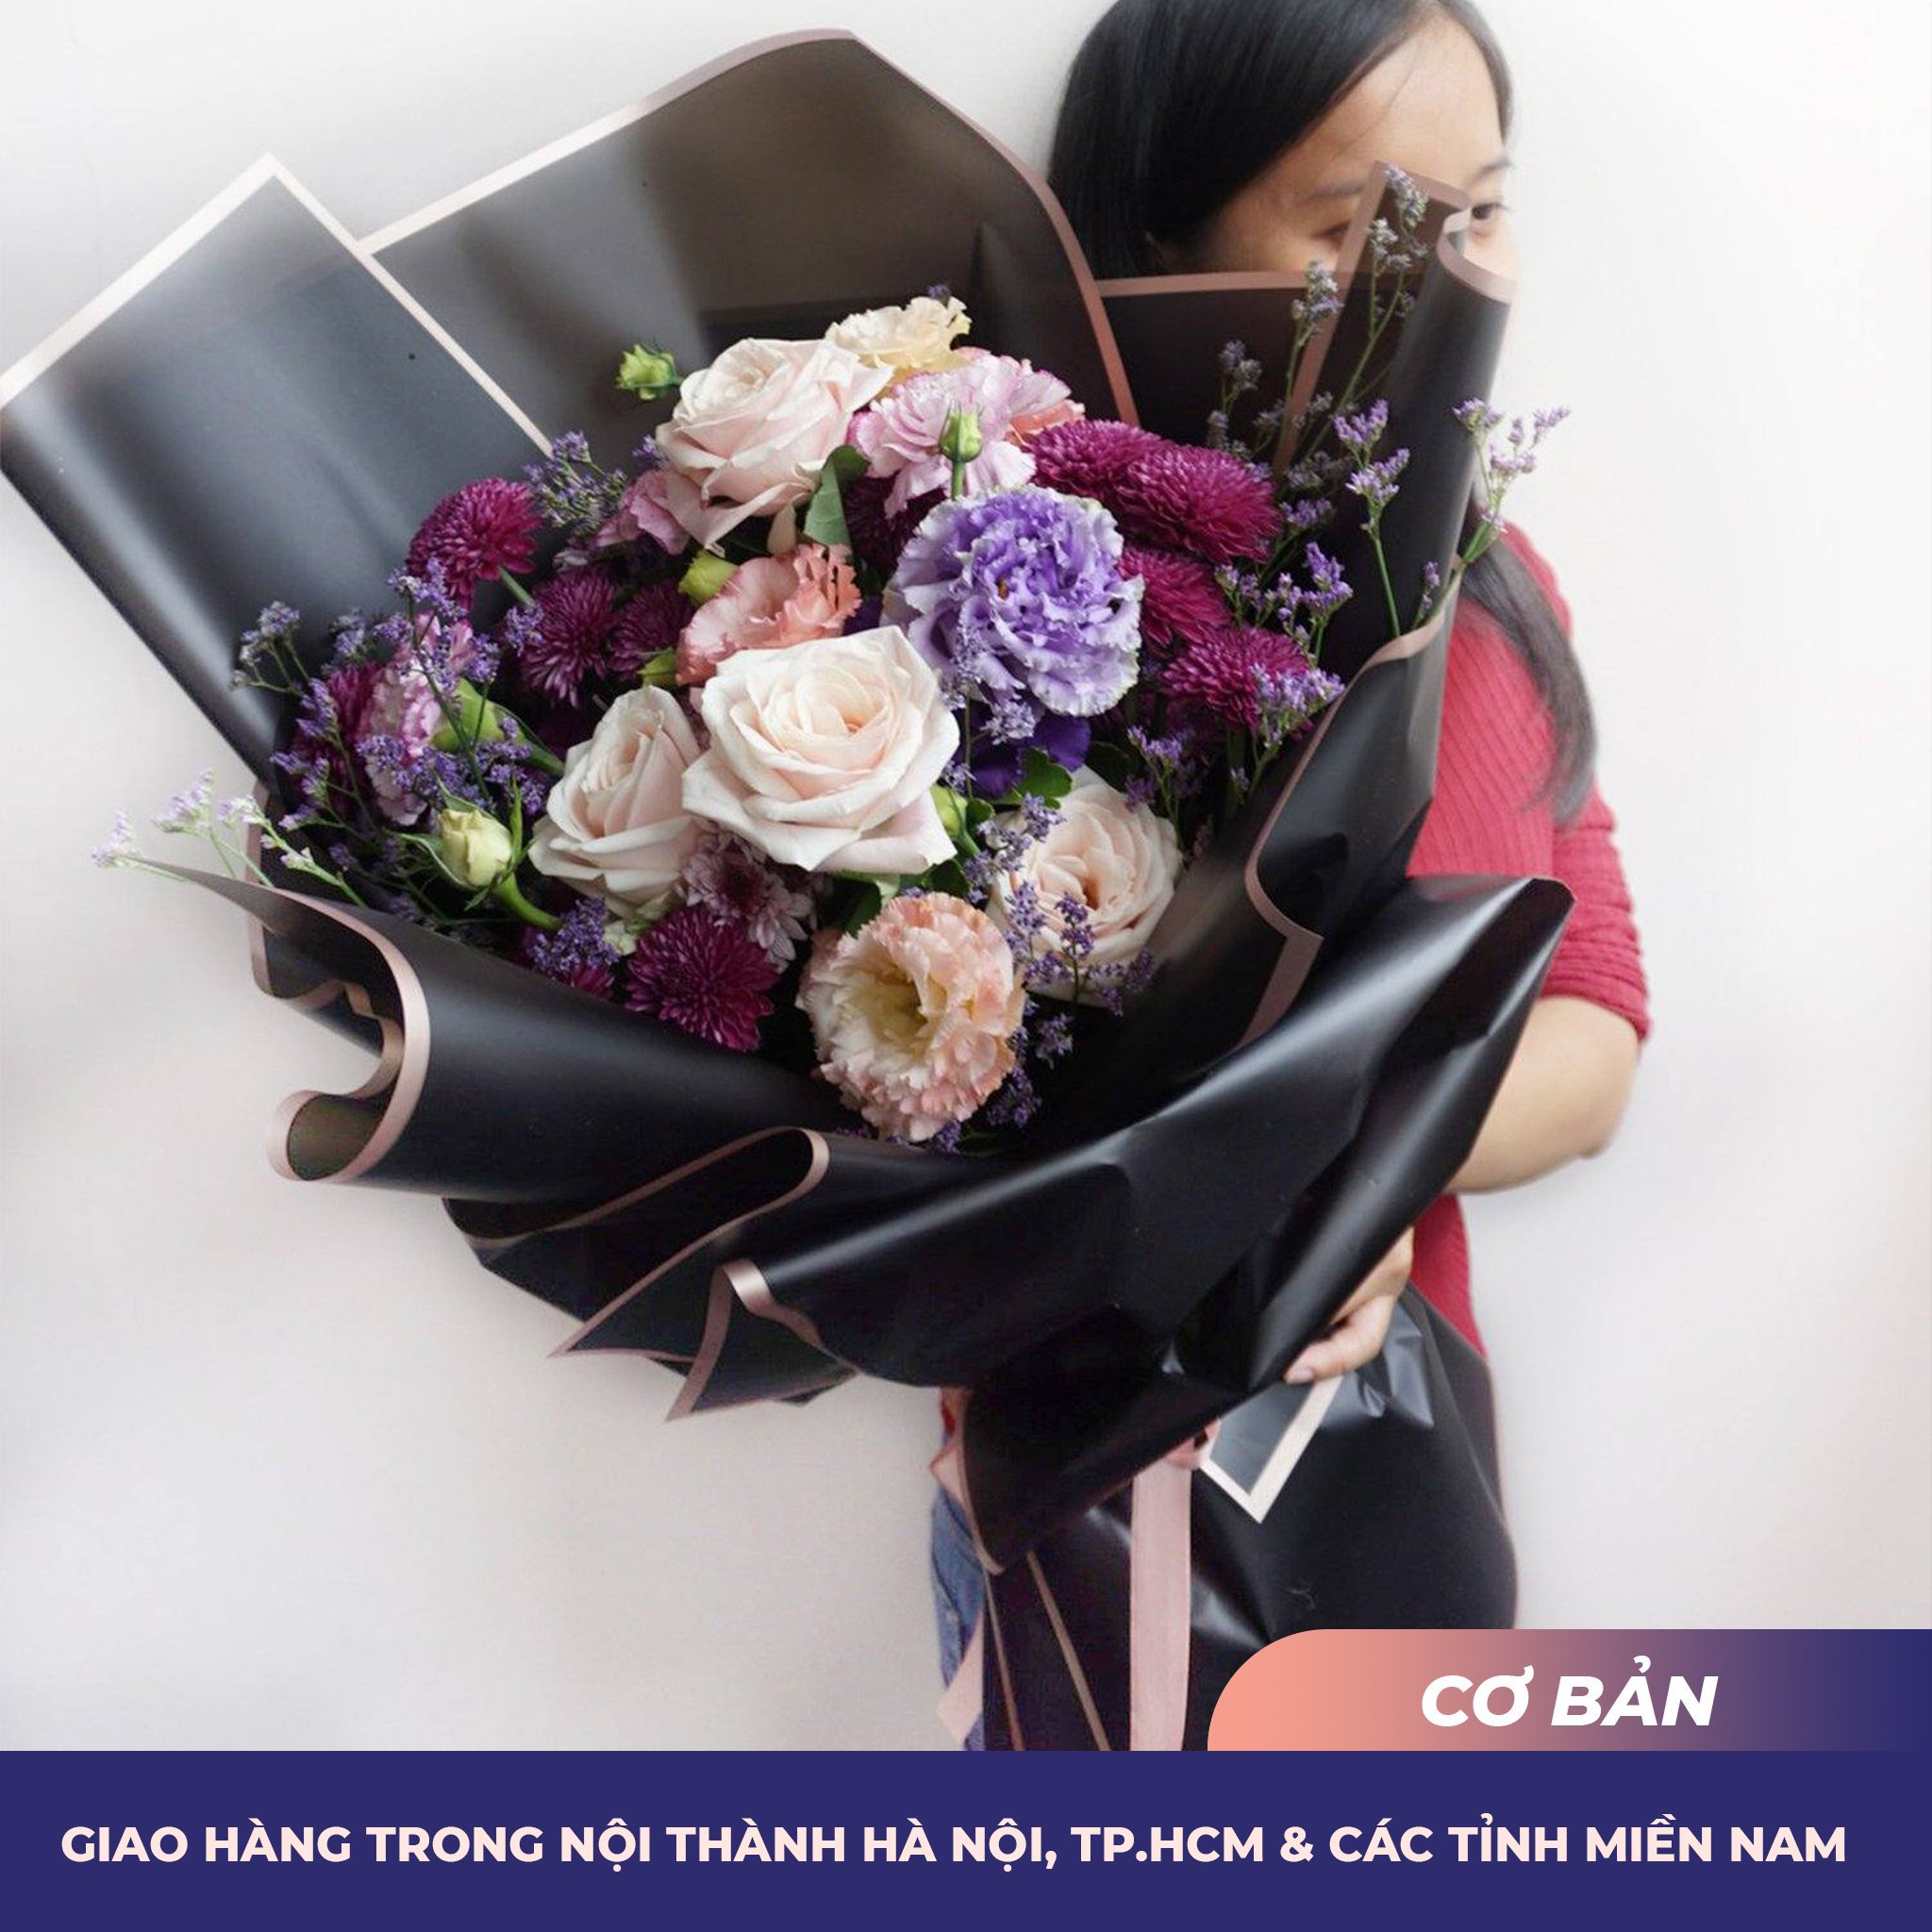 CƠ BẢN
GIAO HÀNG TRONG NỘI THÀNH HÀ NỘI, TP.HCM & CÁC TỈNH MIỀN NAM